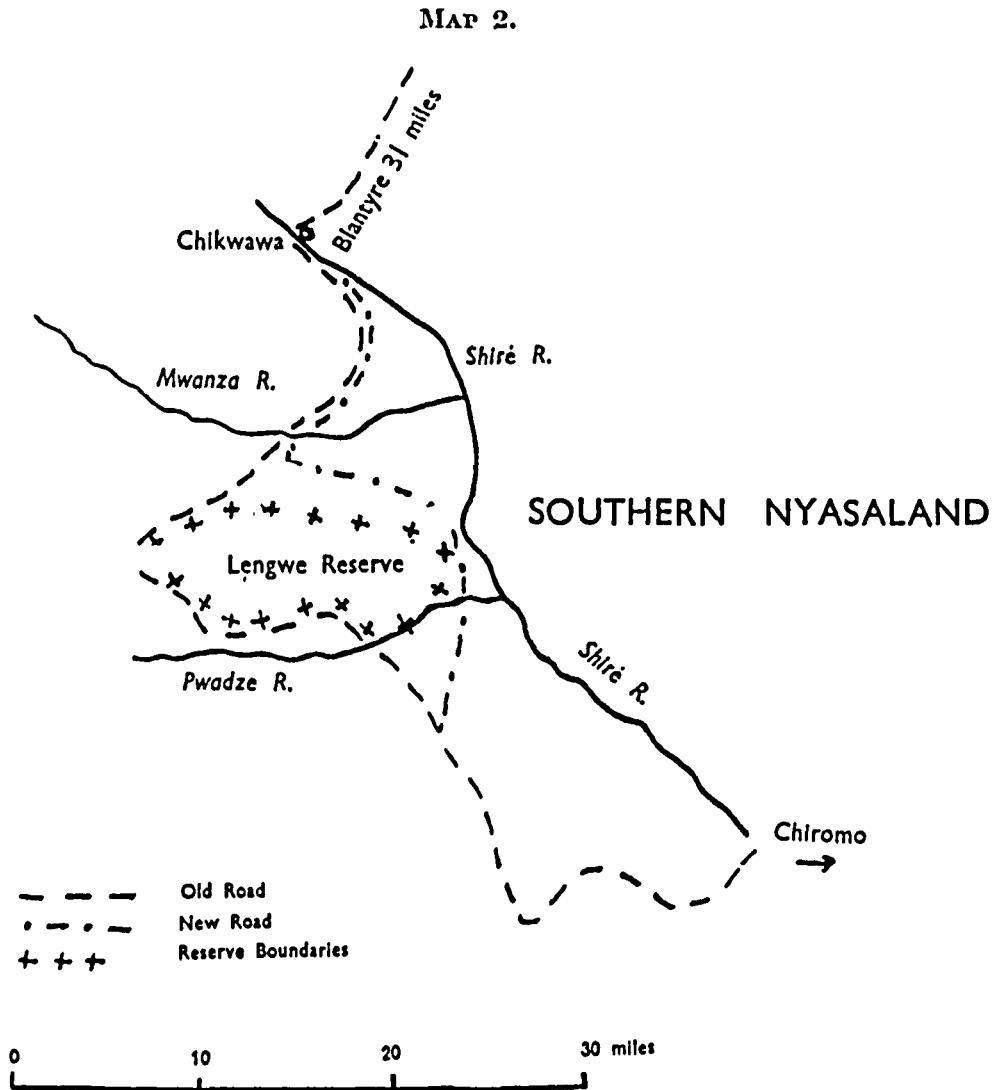 MAP 2.
Blantyre 31 miles
Chikwawa
Shiré R.
Mwanza R.
SOUTHERN NYASALAND
Lengwe Reserve
Shiré R.
Pwadze R.
Chiromo
Old Road
New Road
Reserve Boundaries
0 10 20 30 miles